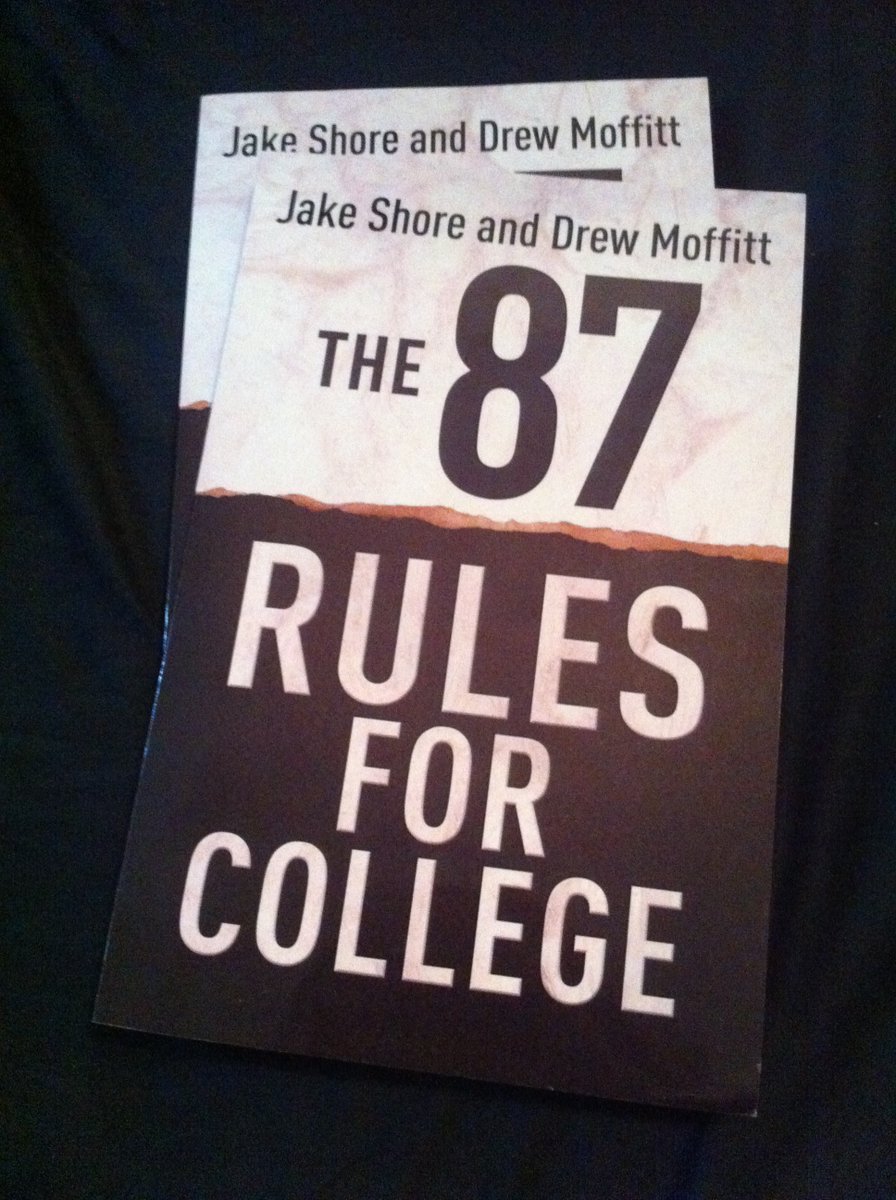 Jake Shore and Drew Moffitt
Jake Shore and Drew Moffitt
THE 87
RULES
FOR
COLLEGE